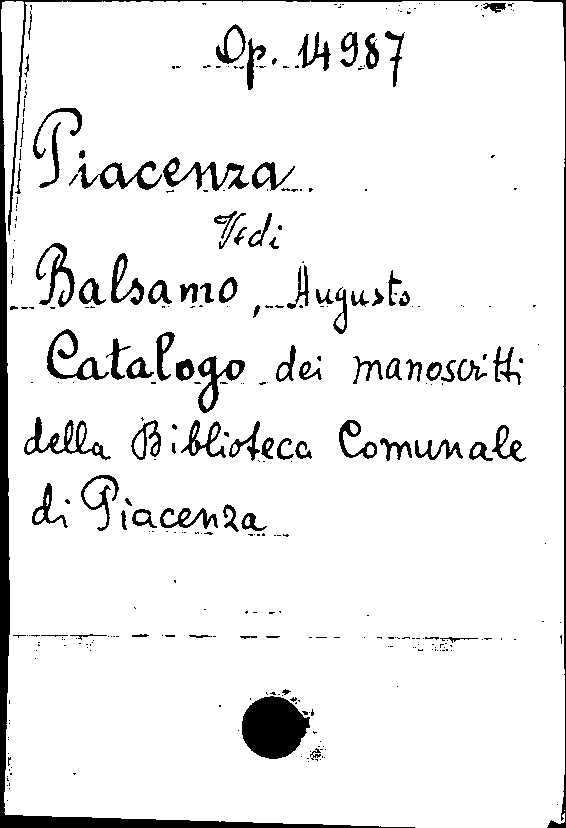 Op. 14987
Piacenza
Vedi
Balsamo, Augusto
Catalogo dei manoscritti
della Biblioteca Comunale
di Piacenza